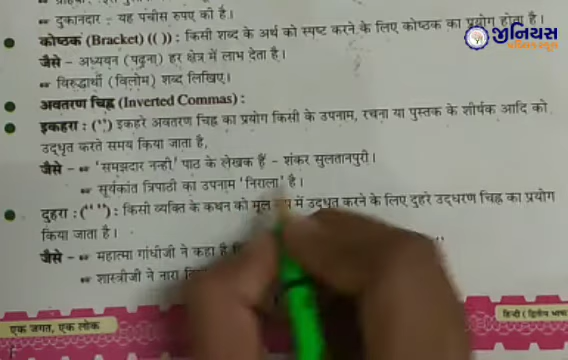 दुकानदार - यह पचीस रुपए को है।
कोष्ठक (Bracket) (( )) : किसी शब्द के अर्थ को स्पष्ट करने के लिए कोष्ठक का प्रयोग होता है।
जैसे - अध्ययन (पढ़ना) हर क्षेत्र में लाभ देता है।
विरुद्धार्थी (विलोम) शब्द लिखिए।
अवतरण चिह्न (Inverted Commas) :
इकहरा : (' ') इकहरे अवतरण चिह्न का प्रयोग किसी के उपनाम, रचना या पुस्तक के शीर्षक आदि को
उद्धृत करते समय किया जाता है,
जैसे - 'समझदार नन्ही' पाठ के लेखक हैं - शंकर सुलतानपुरी।
सूर्यकांत त्रिपाठी का उपनाम 'निराला' है।
दुहरा : (" ") : किसी व्यक्ति के कथन को मूल में उद्धृत करने के लिए दुहरे उद्धरण चिह्न का प्रयोग
किया जाता है।
जैसे - महात्मा गांधीजी ने कहा है
शास्त्रीजी ने नारा
एक जगत, एक लोक
हिन्दी (द्वितीय भाषा
જીનિયસ
પબ્લિક સ્કૂલ